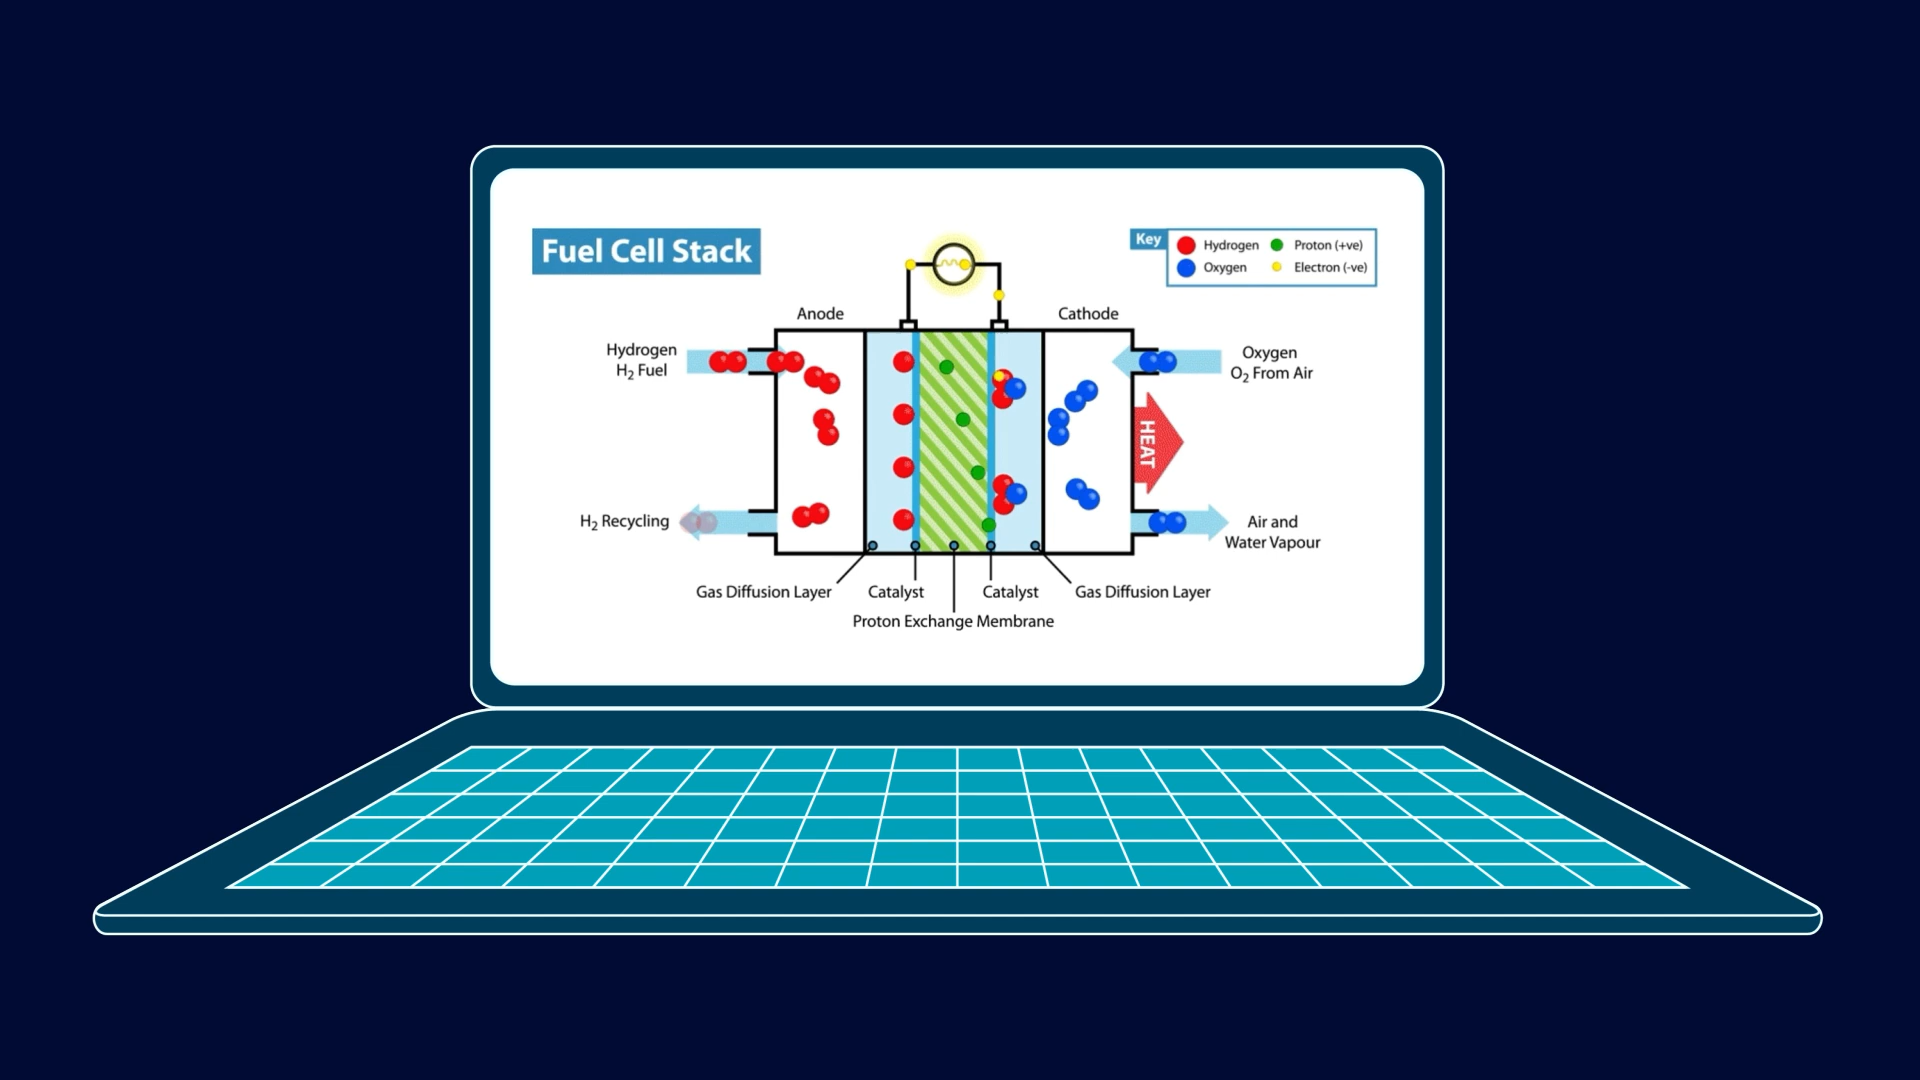 Fuel Cell Stack
Key
Hydrogen
Proton (+ve)
Oxygen
Electron (-ve)
Anode
Cathode
Hydrogen
H₂ Fuel
Oxygen
O₂ From Air
HEAT
H₂ Recycling
Air and
Water Vapour
Gas Diffusion Layer
Catalyst
Catalyst
Gas Diffusion Layer
Proton Exchange Membrane